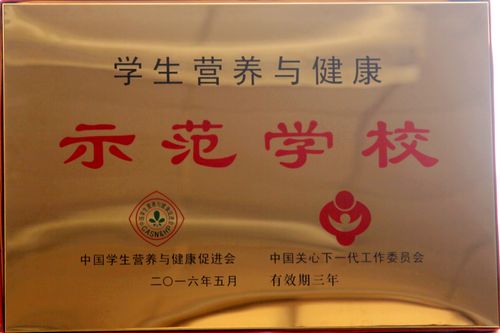 学生营养与健康
示范学校
CASNHP
中国学生营养与健康促进会 中国关心下一代工作委员会
二〇一六年五月 有效期三年